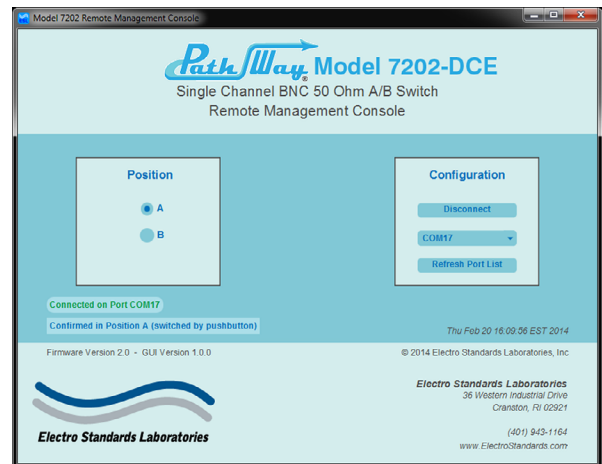 Model 7202 Remote Management Console
PathWay® Model 7202-DCE
Single Channel BNC 50 Ohm A/B Switch
Remote Management Console
Position
A
B
Configuration
Disconnect
COM17
Refresh Port List
Connected on Port COM17
Confirmed in Position A (switched by pushbutton)
Thu Feb 20 16:09:56 EST 2014
Firmware Version 2.0 - GUI Version 1.0.0
© 2014 Electro Standards Laboratories, Inc
Electro Standards Laboratories
Electro Standards Laboratories
36 Western Industrial Drive
Cranston, RI 02921
(401) 943-1164
www.ElectroStandards.com